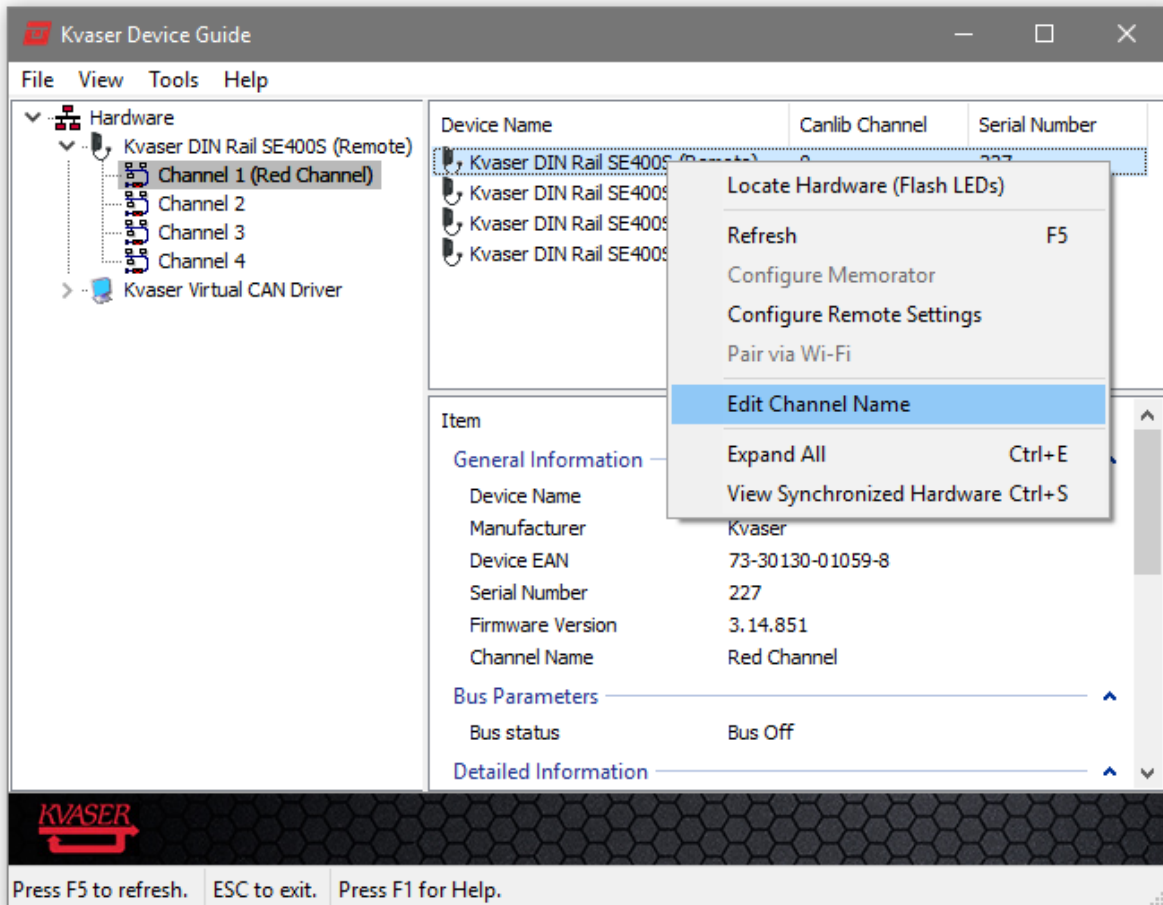 Kvaser Device Guide
File View Tools Help
Hardware
Kvaser DIN Rail SE400S (Remote)
Channel 1 (Red Channel)
Channel 2
Channel 3
Channel 4
Kvaser Virtual CAN Driver
Device Name Canlib Channel Serial Number
Kvaser DIN Rail SE400S
Kvaser DIN Rail SE400S
Kvaser DIN Rail SE400S
Kvaser DIN Rail SE400S
Locate Hardware (Flash LEDs)
Refresh F5
Configure Memorator
Configure Remote Settings
Pair via Wi-Fi
Edit Channel Name
Expand All Ctrl+E
View Synchronized Hardware Ctrl+S
Item
General Information
Device Name
Manufacturer Kvaser
Device EAN 73-30130-01059-8
Serial Number 227
Firmware Version 3.14.851
Channel Name Red Channel
Bus Parameters
Bus status Bus Off
Detailed Information
KVASER
Press F5 to refresh. ESC to exit. Press F1 for Help.